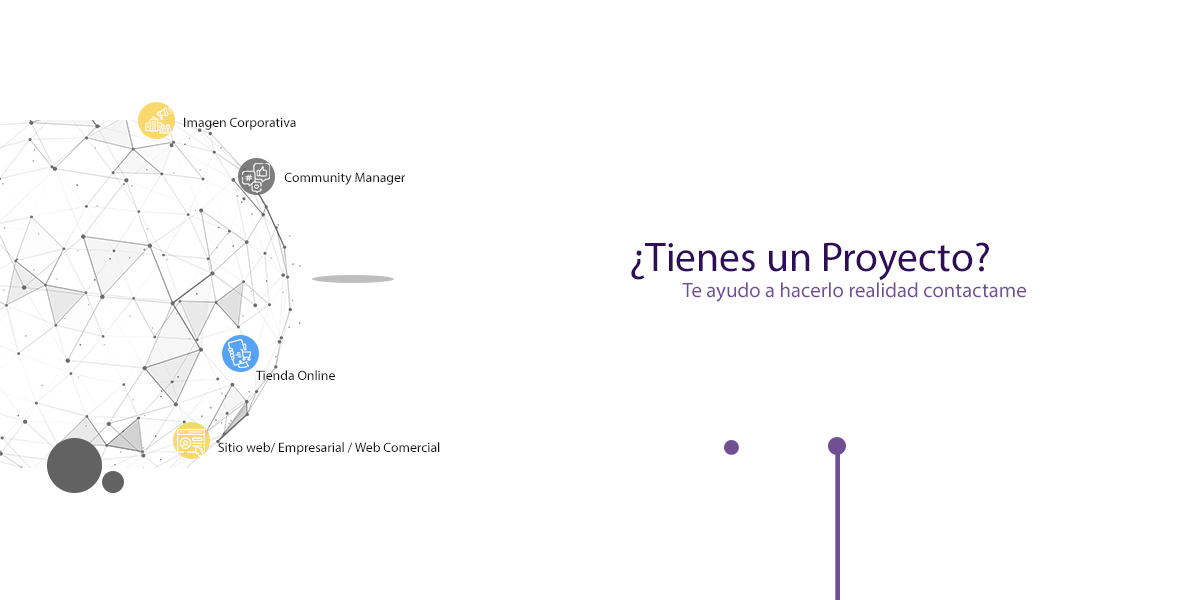 Imagen Corporativa
Community Manager
Tienda Online
Sitio web/ Empresarial / Web Comercial
¿Tienes un Proyecto?
Te ayudo a hacerlo realidad contactame